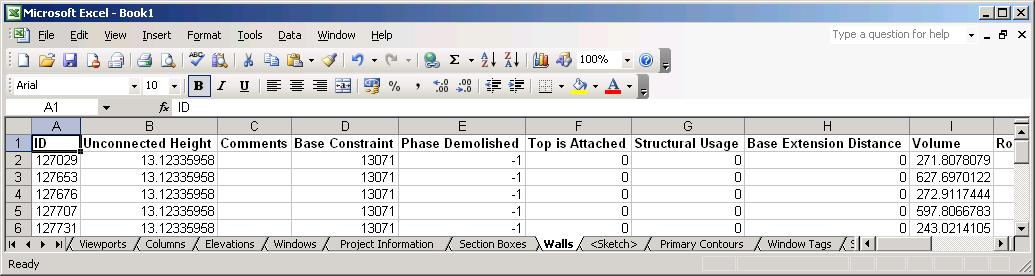 Microsoft Excel - Book1
File Edit View Insert Format Tools Data Window Help Type a question for help
100%
Arial 10 B I U
A1 fx ID
A B C D E F G H I
1 ID Unconnected Height Comments Base Constraint Phase Demolished Top is Attached Structural Usage Base Extension Distance Volume Ro
2 127029 13.12335958 13071 -1 0 0 0 271.8078079
3 127653 13.12335958 13071 -1 0 0 0 627.6970122
4 127676 13.12335958 13071 -1 0 0 0 272.9117444
5 127707 13.12335958 13071 -1 0 0 0 597.8066783
6 127731 13.12335958 13071 -1 0 0 0 243.0214105
Viewports Columns Elevations Windows Project Information Section Boxes Walls <Sketch> Primary Contours Window Tags
Ready